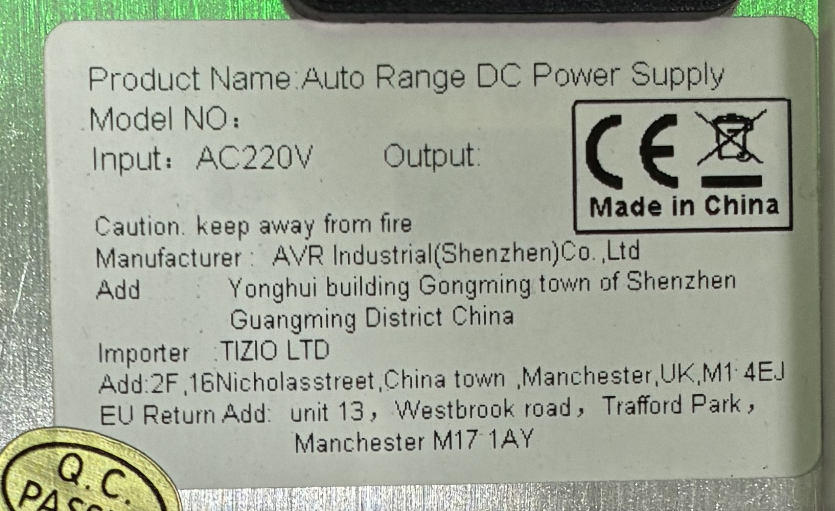 Product Name:Auto Range DC Power Supply
Model NO：
Input： AC220V Output:
CE
Made in China
Caution: keep away from fire
Manufacturer : AVR Industrial(Shenzhen)Co.,Ltd
Add : Yonghui building Gongming town of Shenzhen
Guangming District China
Importer :TIZIO LTD
Add:2F,16Nicholasstreet,China town ,Manchester,UK,M1 4EJ
EU Return Add: unit 13， Westbrook road， Trafford Park，
Manchester M17 1AY
Q.C.